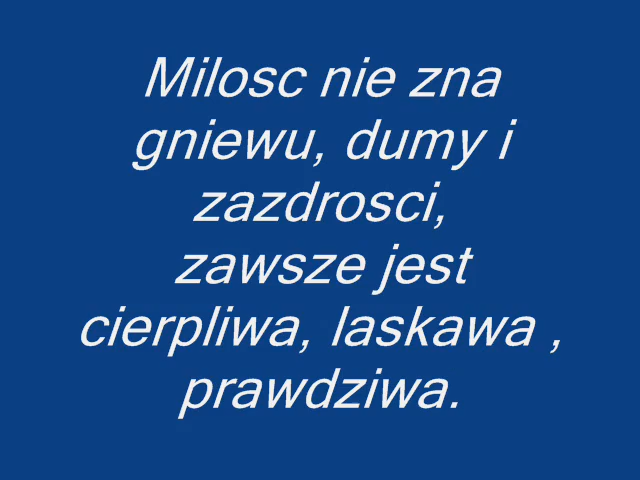 Milosc nie zna
gniewu, dumy i
zazdrosci,
zawsze jest
cierpliwa, laskawa ,
prawdziwa.